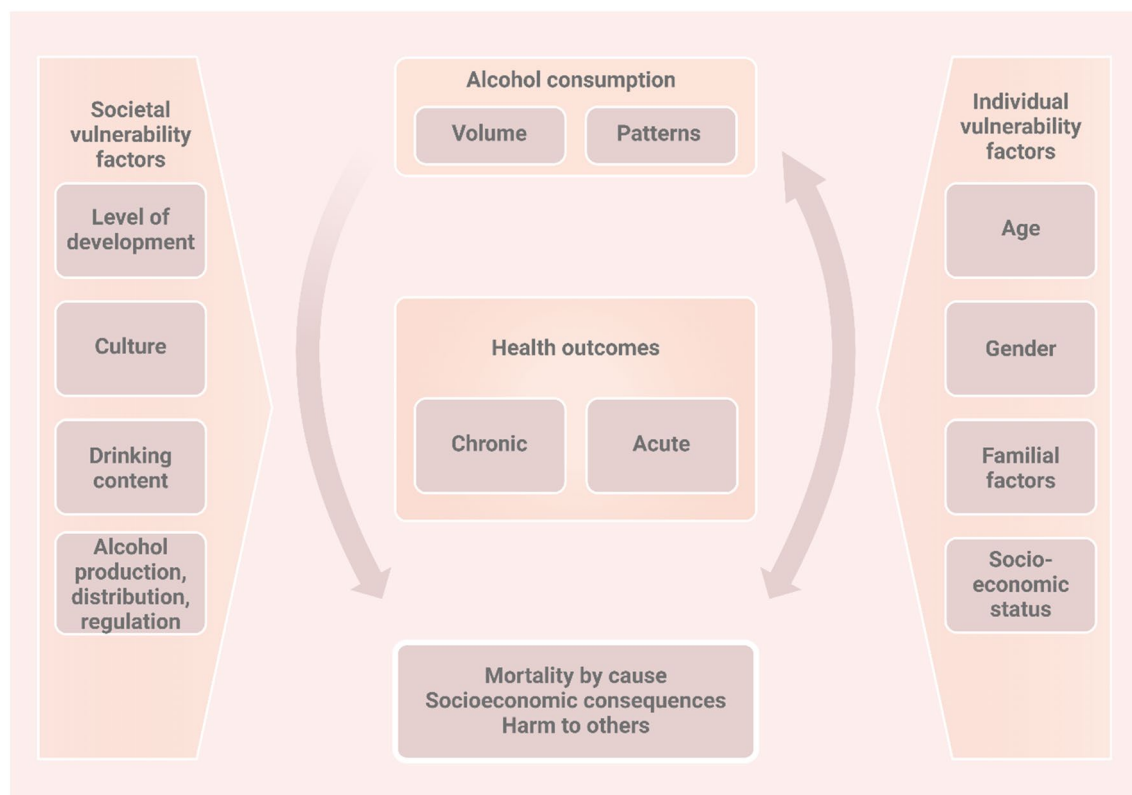 Societal
vulnerability
factors
Level of
development
Culture
Drinking
content
Alcohol
production,
distribution,
regulation
Alcohol consumption
Volume
Patterns
Health outcomes
Chronic
Acute
Mortality by cause
Socioeconomic consequences
Harm to others
Individual
vulnerability
factors
Age
Gender
Familial
factors
Socio-
economic
status